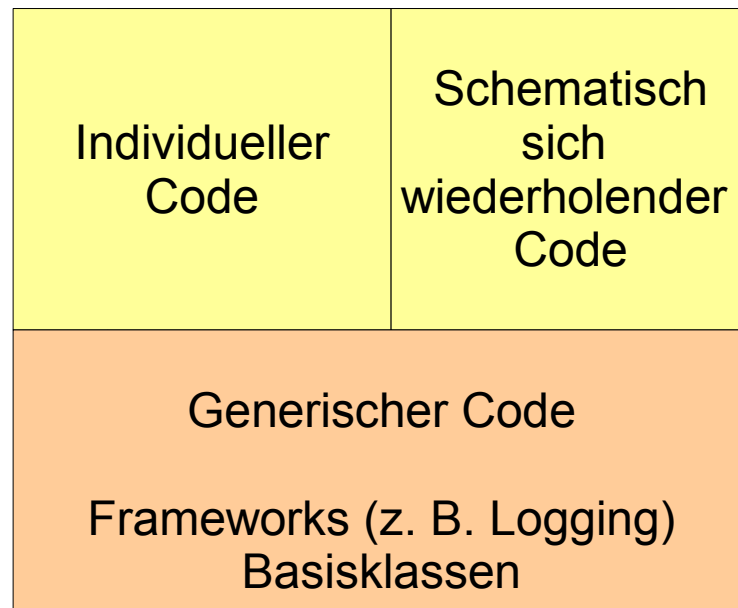 Individueller
Code
Schematisch
sich
wiederholender
Code
Generischer Code
Frameworks (z. B. Logging)
Basisklassen